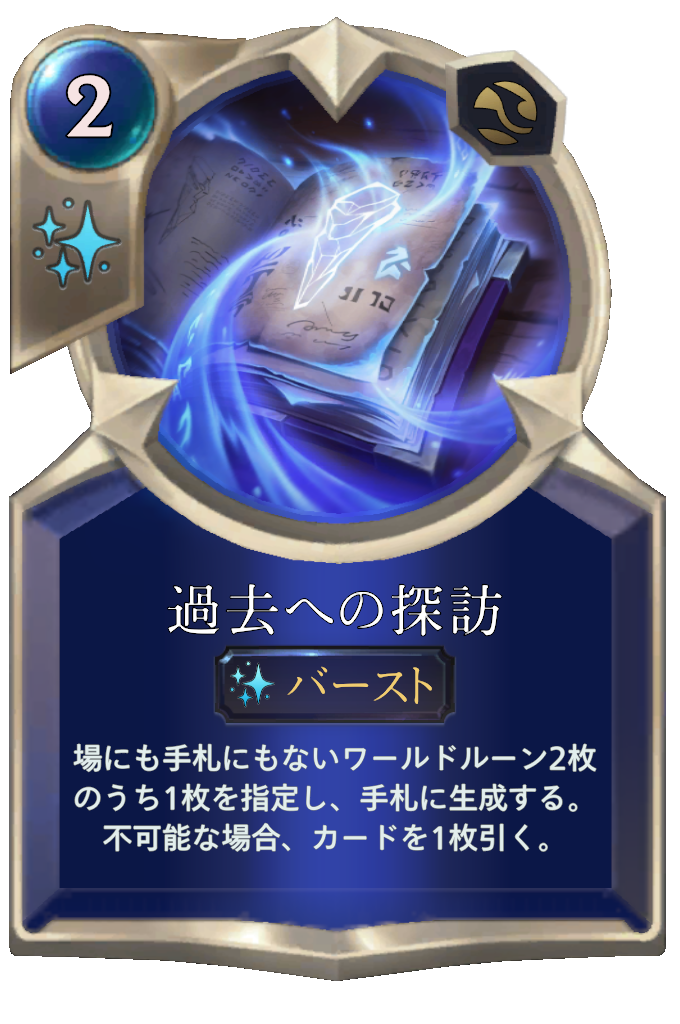 2
過去への探訪
バースト
場にも手札にもないワールドルーン2枚
のうち1枚を指定し、手札に生成する。
不可能な場合、カードを1枚引く。